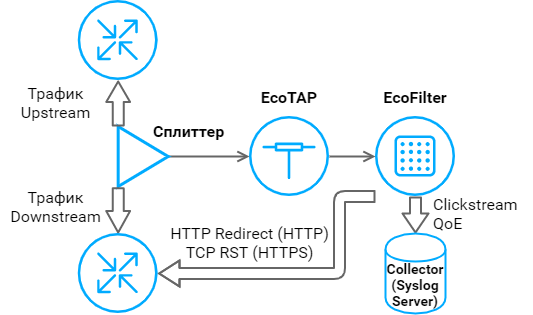 Трафик
Upstream
Сплиттер
EcoTAP
EcoFilter
Трафик
Downstream
HTTP Redirect (HTTP)
TCP RST (HTTPS)
Clickstream
QoE
Collector
(Syslog
Server)